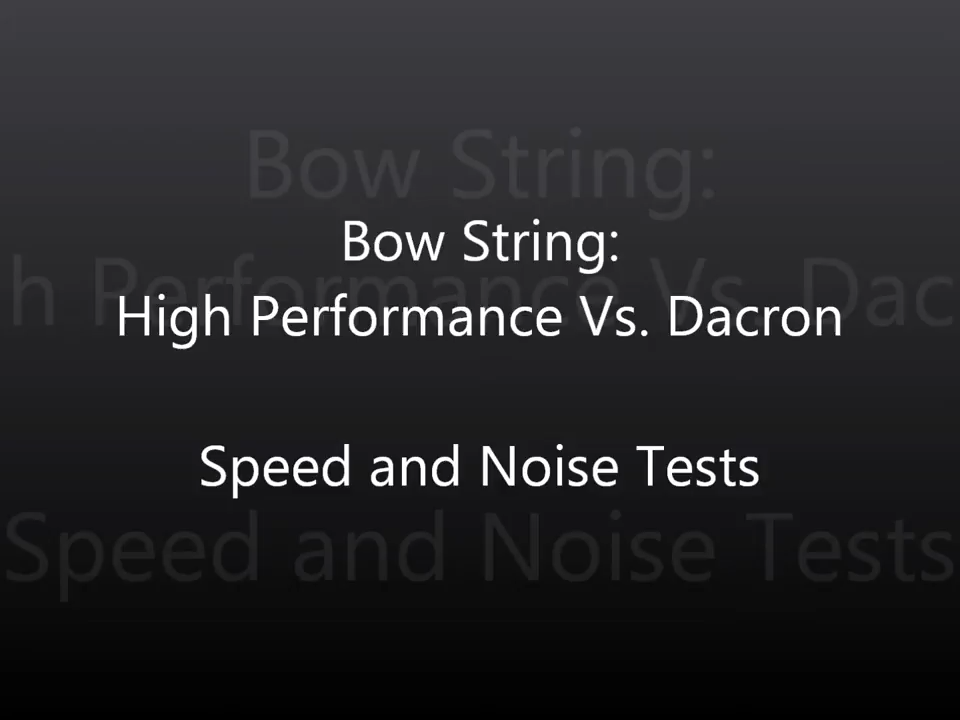 Bow String:
High Performance Vs. Dacron
Speed and Noise Tests